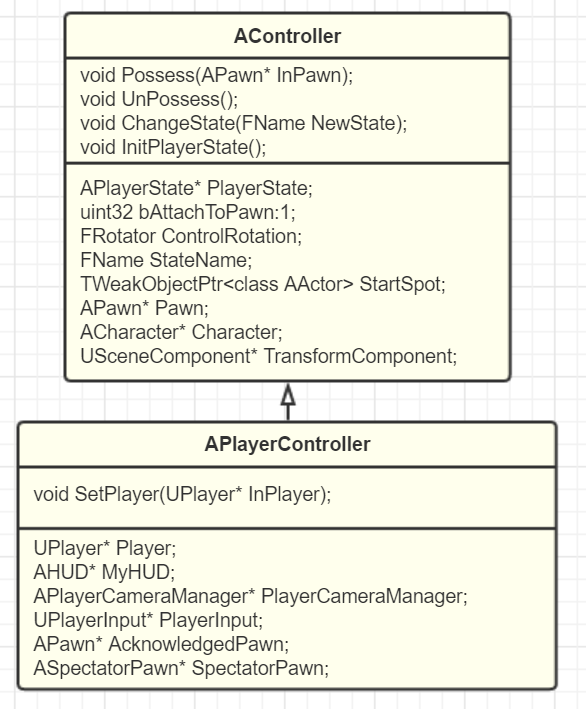 AController
void Possess(APawn* InPawn);
void UnPossess();
void ChangeState(FName NewState);
void InitPlayerState();
APlayerState* PlayerState;
uint32 bAttachToPawn:1;
FRotator ControlRotation;
FName StateName;
TWeakObjectPtr<class AActor> StartSpot;
APawn* Pawn;
ACharacter* Character;
USceneComponent* TransformComponent;
APlayerController
void SetPlayer(UPlayer* InPlayer);
UPlayer* Player;
AHUD* MyHUD;
APlayerCameraManager* PlayerCameraManager;
UPlayerInput* PlayerInput;
APawn* AcknowledgedPawn;
ASpectatorPawn* SpectatorPawn;